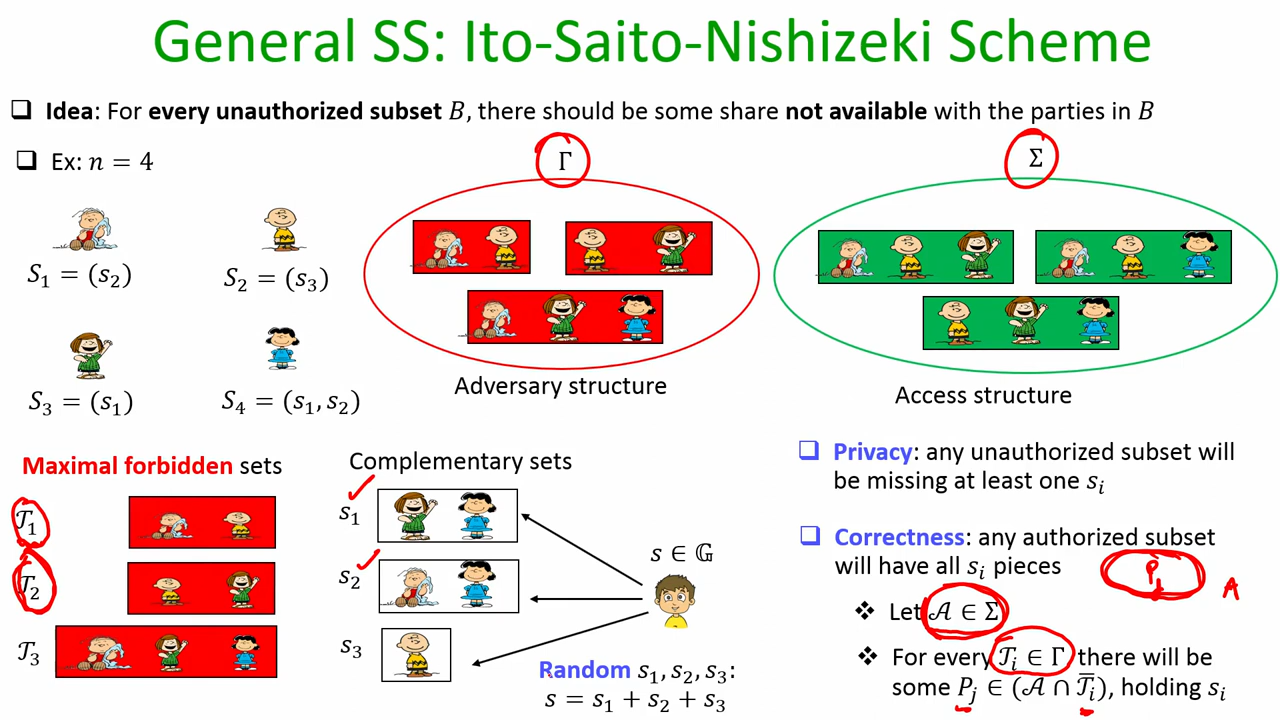 General SS: Ito-Saito-Nishizeki Scheme
❑ Idea: For every unauthorized subset B, there should be some share not available with the parties in B
❑ Ex: n = 4
Γ
Σ
S₁ = (s₂)
S₂ = (s₃)
S₃ = (s₁)
S₄ = (s₁, s₂)
Adversary structure
Access structure
Maximal forbidden sets
𝒯₁
𝒯₂
𝒯₃
Complementary sets
s₁
s₂
s₃
s ∈ 𝔾
Random s₁, s₂, s₃:
s = s₁ + s₂ + s₃
❑ Privacy: any unauthorized subset will
be missing at least one sᵢ
❑ Correctness: any authorized subset
will have all sᵢ pieces
Pⱼ
A
❖ Let 𝒜 ∈ Σ
❖ For every 𝒯ᵢ ∈ Γ, there will be
some Pⱼ ∈ (𝒜 ∩ 𝒯̅ᵢ), holding sᵢ